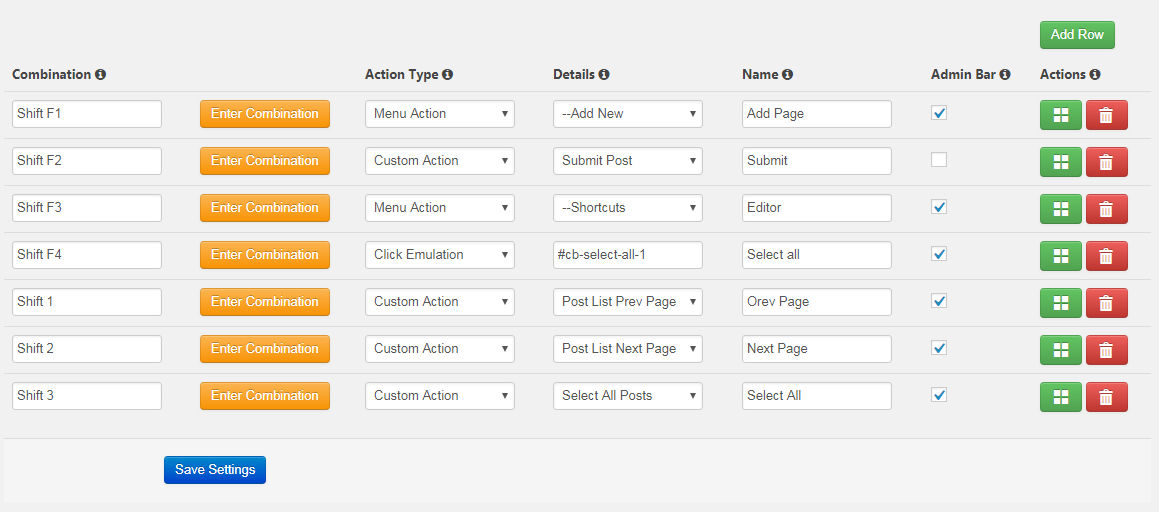 Add Row
Combination Action Type Details Name Admin Bar Actions
Shift F1 Enter Combination Menu Action --Add New Add Page
Shift F2 Enter Combination Custom Action Submit Post Submit
Shift F3 Enter Combination Menu Action --Shortcuts Editor
Shift F4 Enter Combination Click Emulation #cb-select-all-1 Select all
Shift 1 Enter Combination Custom Action Post List Prev Page Orev Page
Shift 2 Enter Combination Custom Action Post List Next Page Next Page
Shift 3 Enter Combination Custom Action Select All Posts Select All
Save Settings